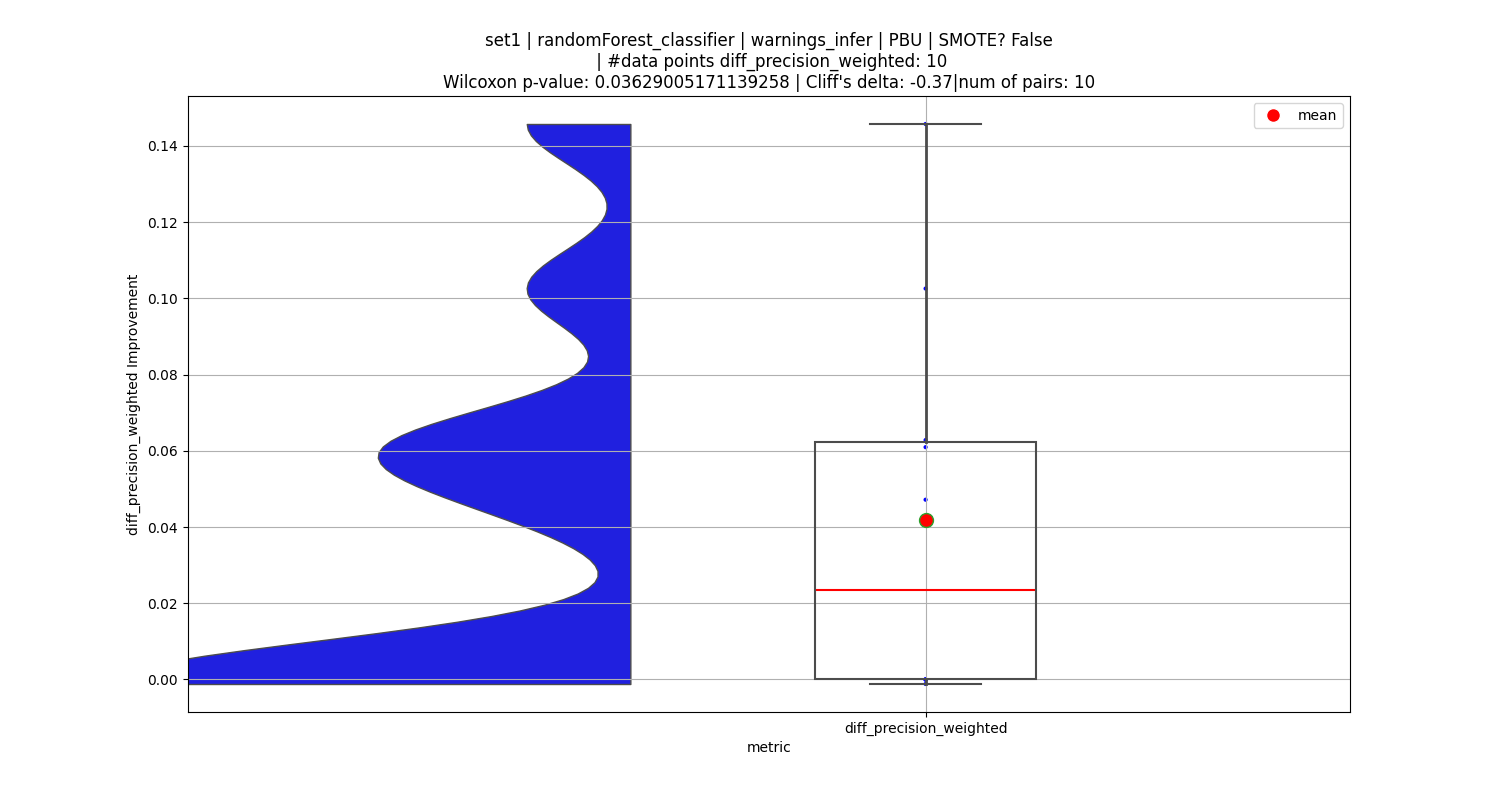 set1 | randomForest_classifier | warnings_infer | PBU | SMOTE? False
| #data points diff_precision_weighted: 10
Wilcoxon p-value: 0.03629005171139258 | Cliff's delta: -0.37|num of pairs: 10
mean
0.14
0.12
0.10
0.08
0.06
0.04
0.02
0.00
diff_precision_weighted Improvement
diff_precision_weighted
metric